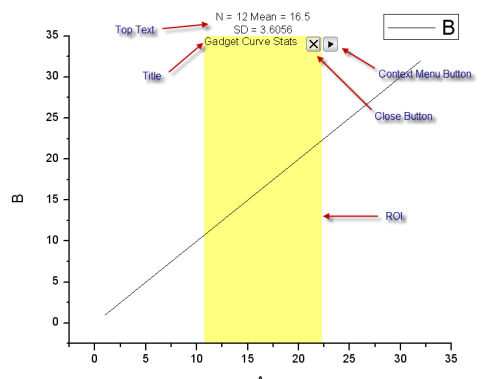 N = 12 Mean = 16.5
SD = 3.6056
Top Text
B
Gadget Curve Stats
Title
Context Menu Button
Close Button
ROI
B
35
30
25
20
15
10
5
0
0
5
10
15
20
25
30
35